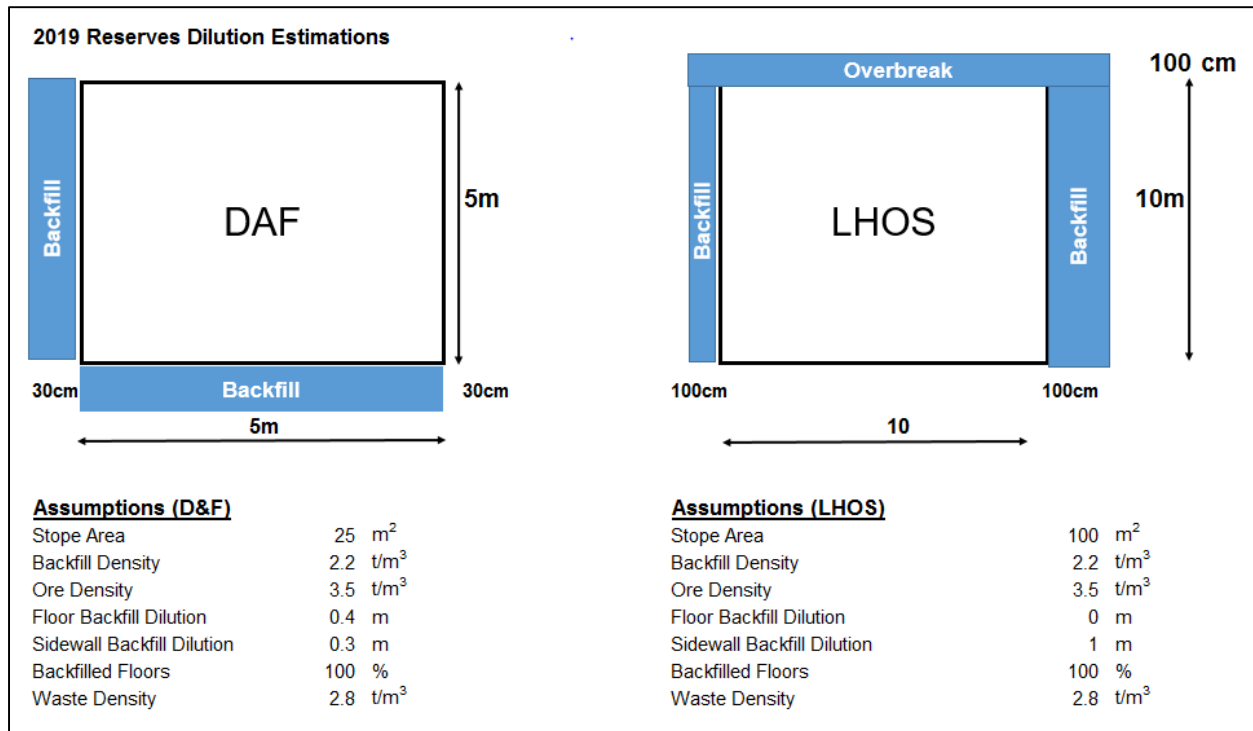 2019 Reserves Dilution Estimations
Backfill
DAF
5m
30cm
Backfill
30cm
5m
Overbreak
100 cm
Backfill
LHOS
Backfill
10m
100cm
100cm
10
Assumptions (D&F)
Stope Area 25 m²
Backfill Density 2.2 t/m³
Ore Density 3.5 t/m³
Floor Backfill Dilution 0.4 m
Sidewall Backfill Dilution 0.3 m
Backfilled Floors 100 %
Waste Density 2.8 t/m³
Assumptions (LHOS)
Stope Area 100 m²
Backfill Density 2.2 t/m³
Ore Density 3.5 t/m³
Floor Backfill Dilution 0 m
Sidewall Backfill Dilution 1 m
Backfilled Floors 100 %
Waste Density 2.8 t/m³